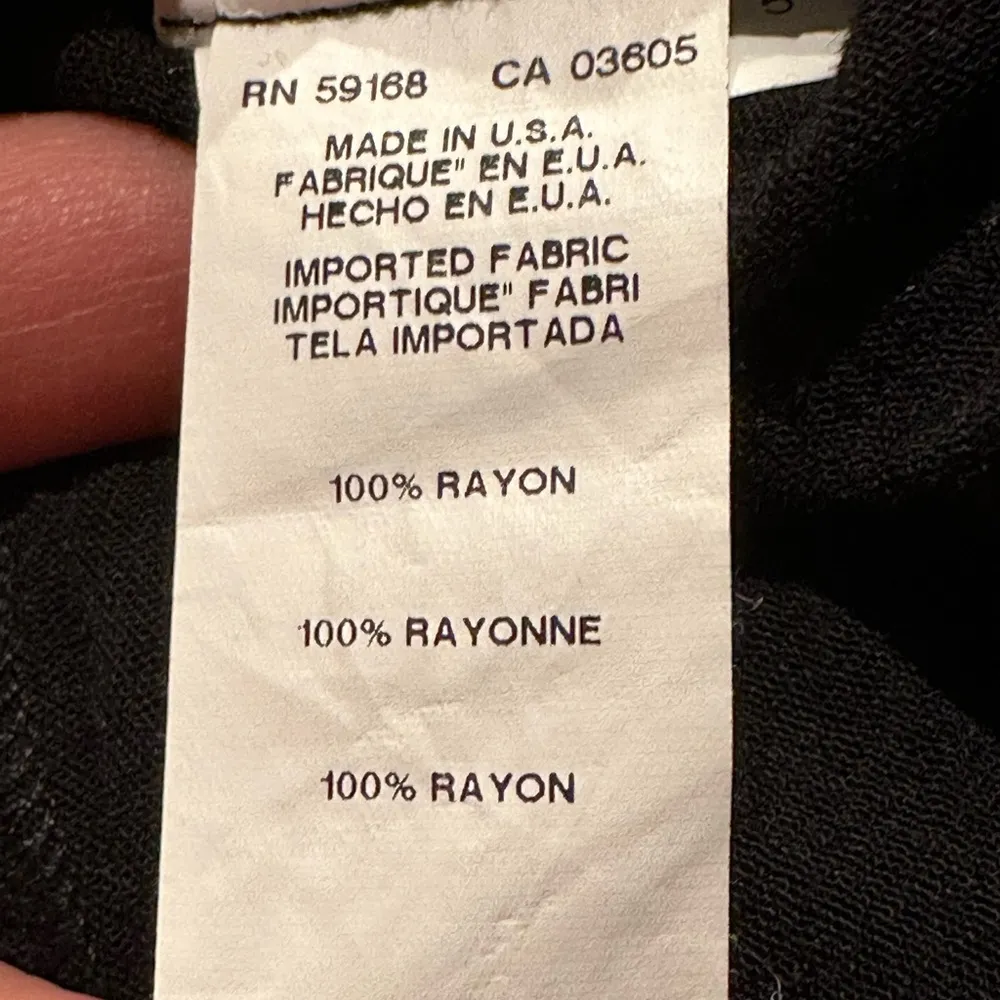 RN 59168 CA 03605
MADE IN U.S.A.
FABRIQUE" EN E.U.A.
HECHO EN E.U.A.
IMPORTED FABRIC
IMPORTIQUE" FABRI
TELA IMPORTADA
100% RAYON
100% RAYONNE
100% RAYON